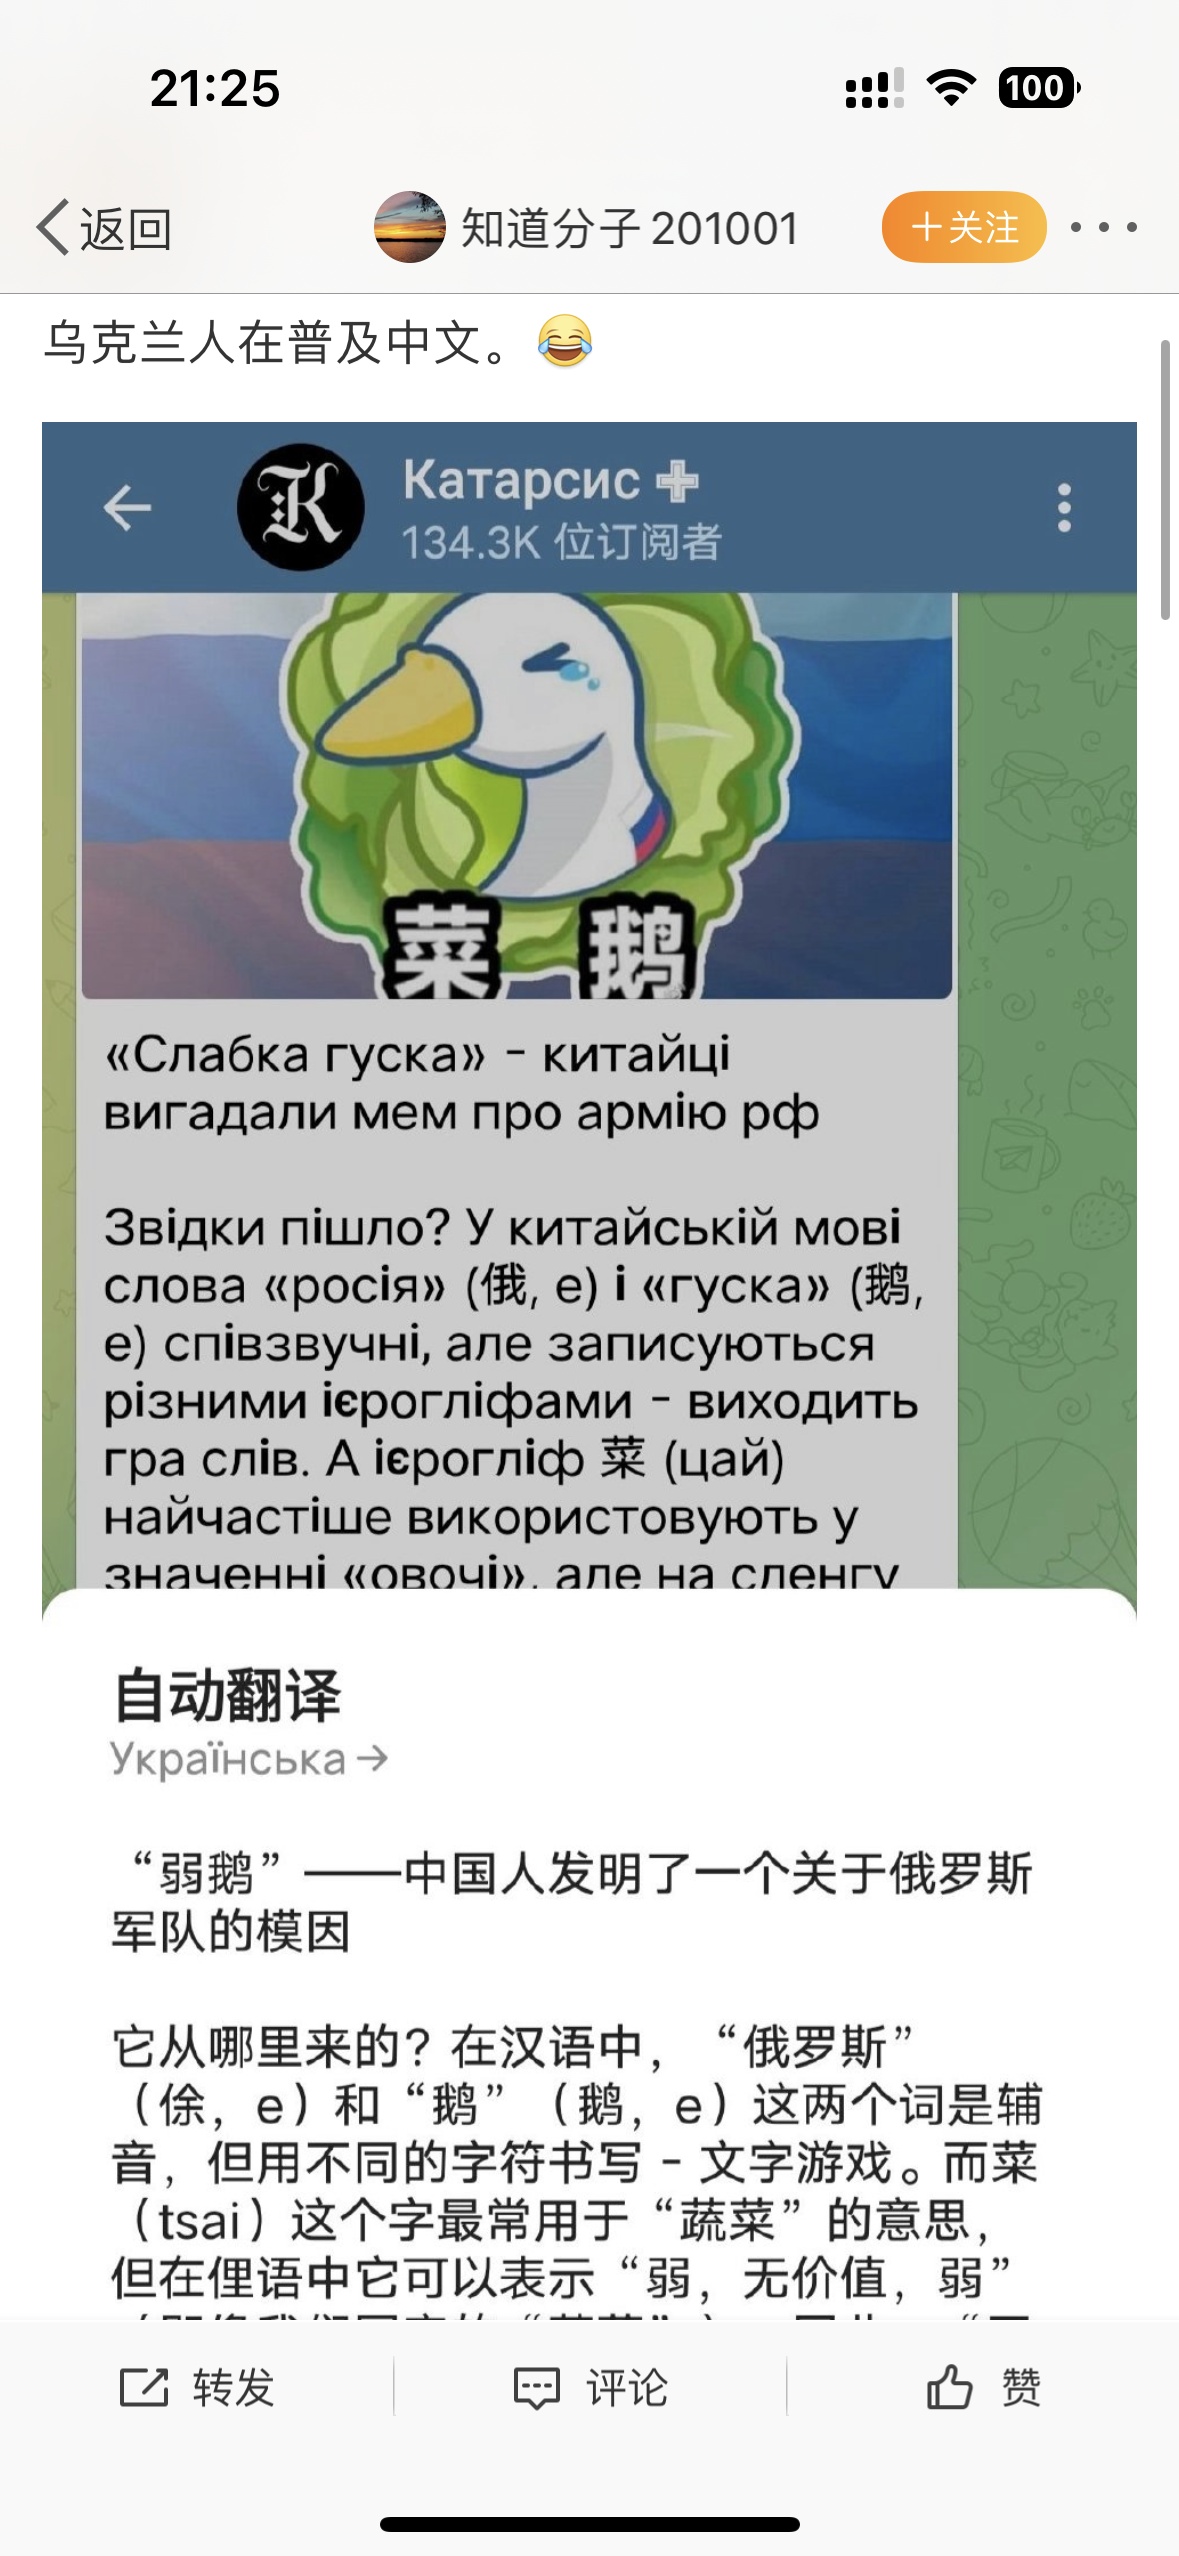 21:25
100
返回
知道分子201001
+关注
乌克兰人在普及中文。😂
Катарсис
134.3K 位订阅者
菜 鹅
«Слабка гуска» - китайці
вигадали мем про армію рф
Звідки пішло? У китайській мові
слова «росія» (俄, е) і «гуска» (鹅,
е) співзвучні, але записуються
різними ієрогліфами - виходить
гра слів. А ієрогліф 菜 (цай)
найчастіше використовують у
значенні «овочі», але на сленгу
自动翻译
Українська→
“弱鹅”——中国人发明了一个关于俄罗斯
军队的模因
它从哪里来的？在汉语中，“俄罗斯”
（俆，e）和“鹅”（鹅，e）这两个词是辅
音，但用不同的字符书写 - 文字游戏。而菜
（tsai）这个字最常用于“蔬菜”的意思，
但在俚语中它可以表示“弱，无价值，弱”
转发
评论
赞